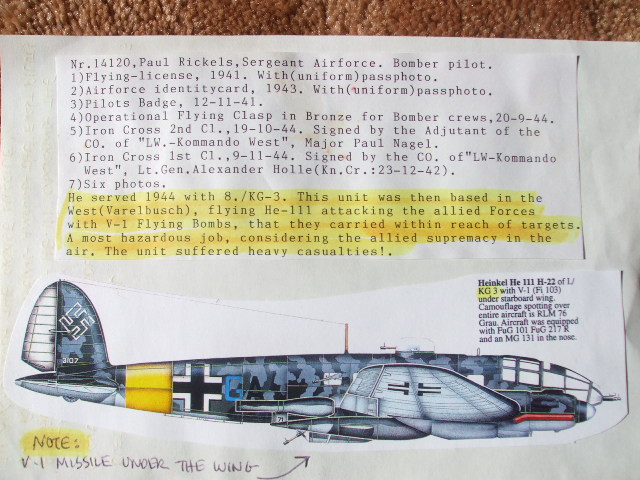 Nr.14120,Paul Rickels,Sergeant Airforce. Bomber pilot.
1)Flying-license, 1941. With(uniform)passphoto.
2)Airforce identitycard, 1943. With(uniform)passphoto.
3)Pilots Badge, 12-11-41.
4)Operational Flying Clasp in Bronze for Bomber crews,20-9-44.
5)Iron Cross 2nd Cl.,19-10-44. Signed by the Adjutant of the
CO. of "LW.-Kommando West", Major Paul Nagel.
6)Iron Cross 1st Cl.,9-11-44. Signed by the CO. of"LW-Kommando
West", Lt.Gen.Alexander Holle(Kn.Cr.:23-12-42).
7)Six photos.
He served 1944 with 8./KG-3. This unit was then based in the
West(Varelbusch), flying He-111 attacking the allied Forces
with V-1 Flying Bombs, that they carried within reach of targets.
A most hazardous job, considering the allied supremacy in the
air. The unit suffered heavy casualties!.
Heinkel He 111 H-22 of I./
KG 3 with V-1 (Fi 103)
under starboard wing.
Camouflage spotting over
entire aircraft is RLM 76
Grau. Aircraft was equipped
with FuG 101 FuG 217 R
and an MG 131 in the nose.
3107
GA
NOTE:
V-1 MISSILE UNDER THE WING